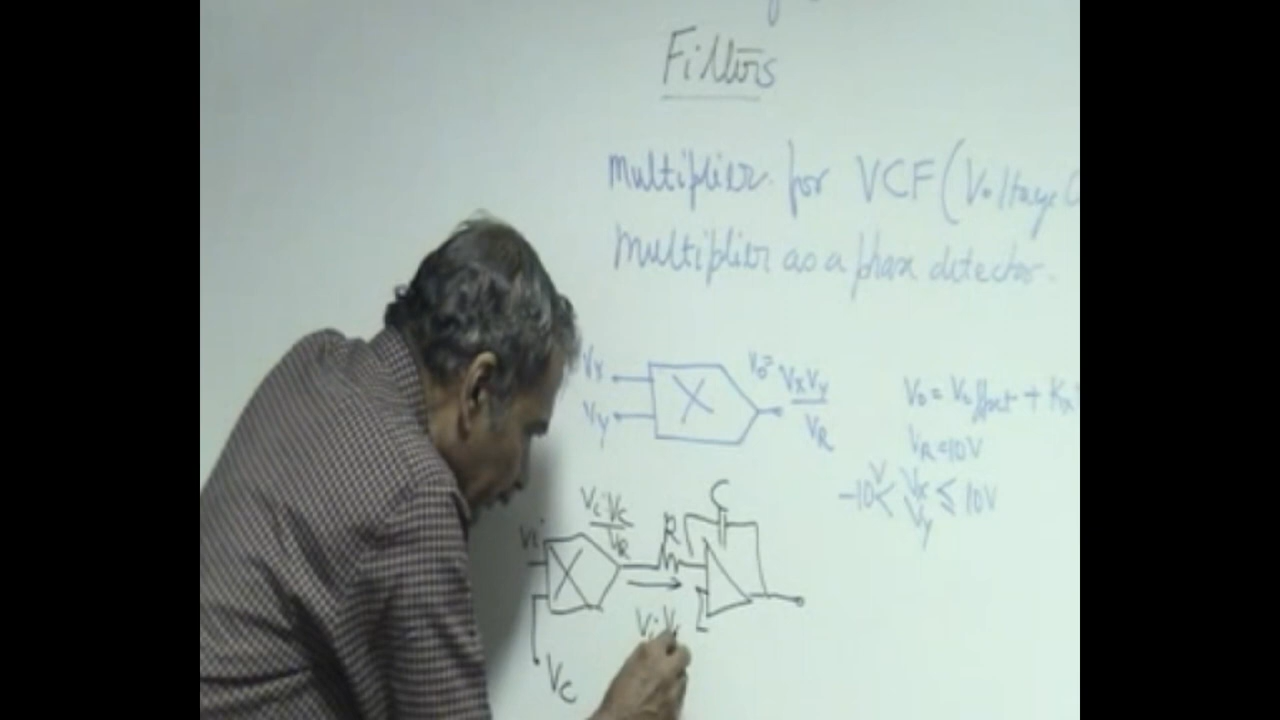 Filters
Multiplier for VCF (Voltage C
Multiplier as a phase detector.
Vx
Vy
X
Vo = VxVy / VR
Vo = Voffset + Kx
VR = 10V
-10V < Vx Vy ≤ 10V
Vi
X
Vc
Vi·Vc / VR
R
C
Vi·V